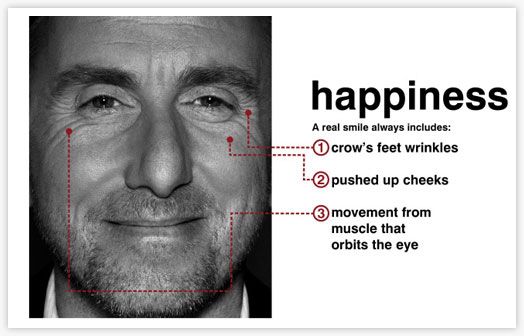 happiness
A real smile always includes:
1 crow's feet wrinkles
2 pushed up cheeks
3 movement from
muscle that
orbits the eye